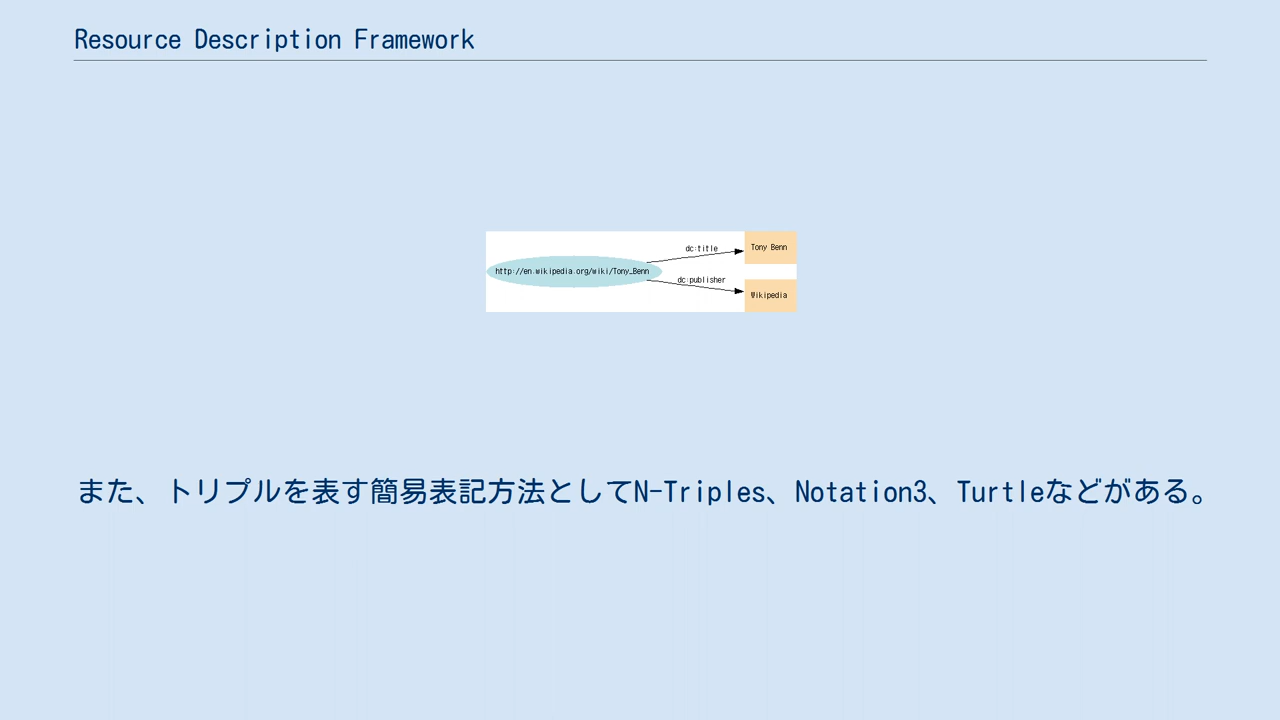 Resource Description Framework
dc:title
Tony Benn
http://en.wikipedia.org/wiki/Tony_Benn
dc:publisher
Wikipedia
また、トリプルを表す簡易表記方法としてN-Triples、Notation3、Turtleなどがある。